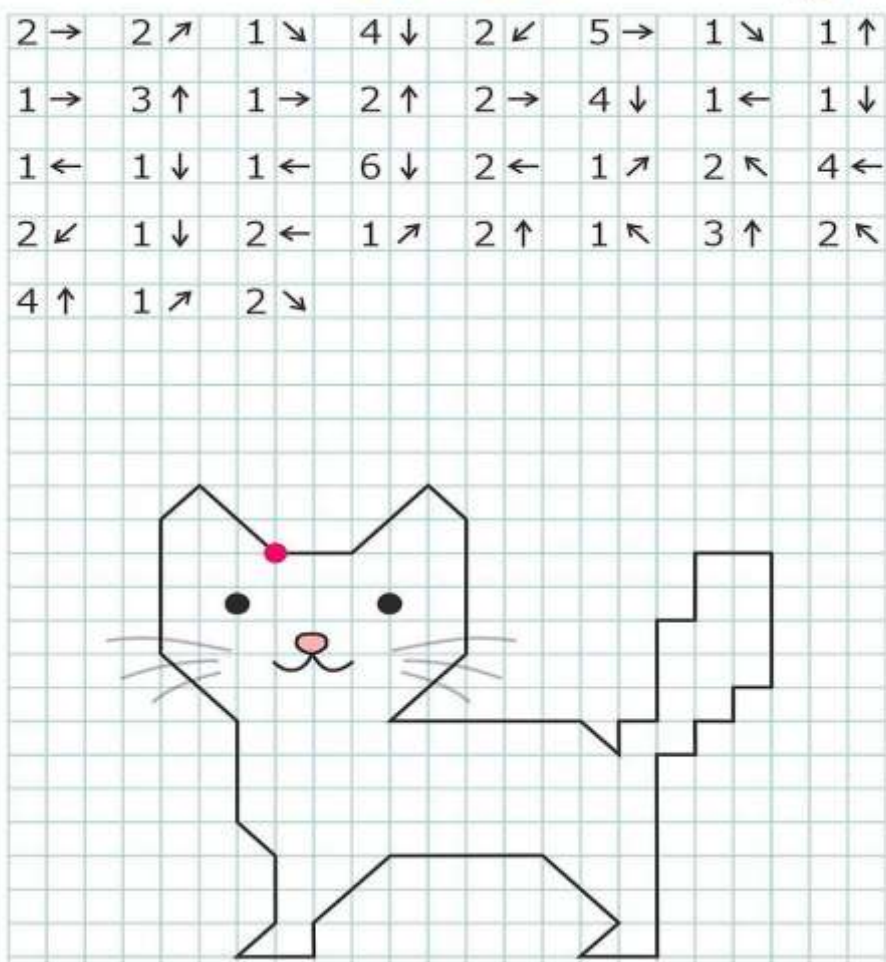 2 → 2 ↗ 1 ↘ 4 ↓ 2 ↙ 5 → 1 ↘ 1 ↑
1 → 3 ↑ 1 → 2 ↑ 2 → 4 ↓ 1 ← 1 ↓
1 ← 1 ↓ 1 ← 6 ↓ 2 ← 1 ↗ 2 ↖ 4 ←
2 ↙ 1 ↓ 2 ← 1 ↗ 2 ↑ 1 ↖ 3 ↑ 2 ↖
4 ↑ 1 ↗ 2 ↘